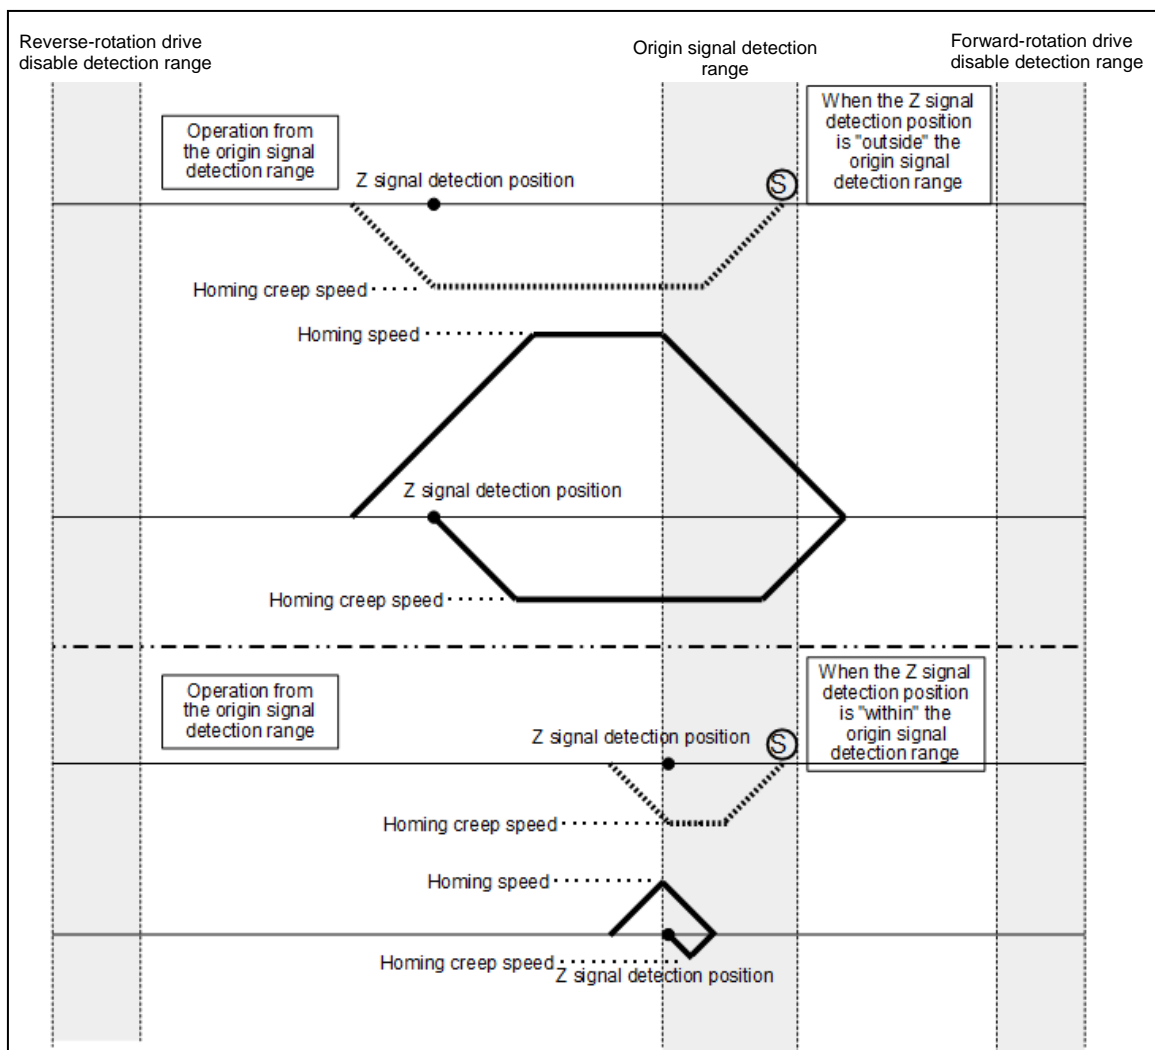 Reverse-rotation drive
disable detection range
Origin signal detection
range
Forward-rotation drive
disable detection range
Operation from
the origin signal
detection range
When the Z signal
detection position
is "outside" the
origin signal
detection range
Z signal detection position
S
Homing creep speed
Homing speed
Z signal detection position
Homing creep speed
Operation from
the origin signal
detection range
When the Z signal
detection position
is "within" the
origin signal
detection range
Z signal detection position
S
Homing creep speed
Homing speed
Homing creep speed
Z signal detection position